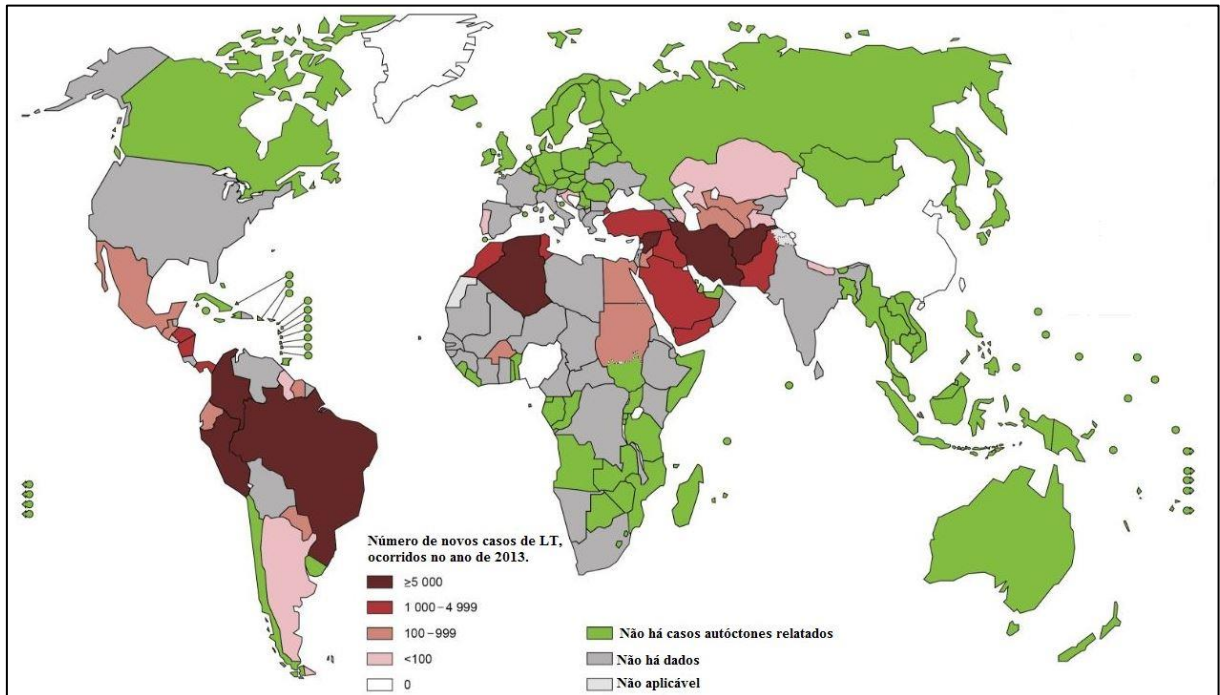 Número de novos casos de LT,
ocorridos no ano de 2013.
≥5 000
1 000–4 999
100–999
<100
0
Não há casos autóctones relatados
Não há dados
Não aplicável